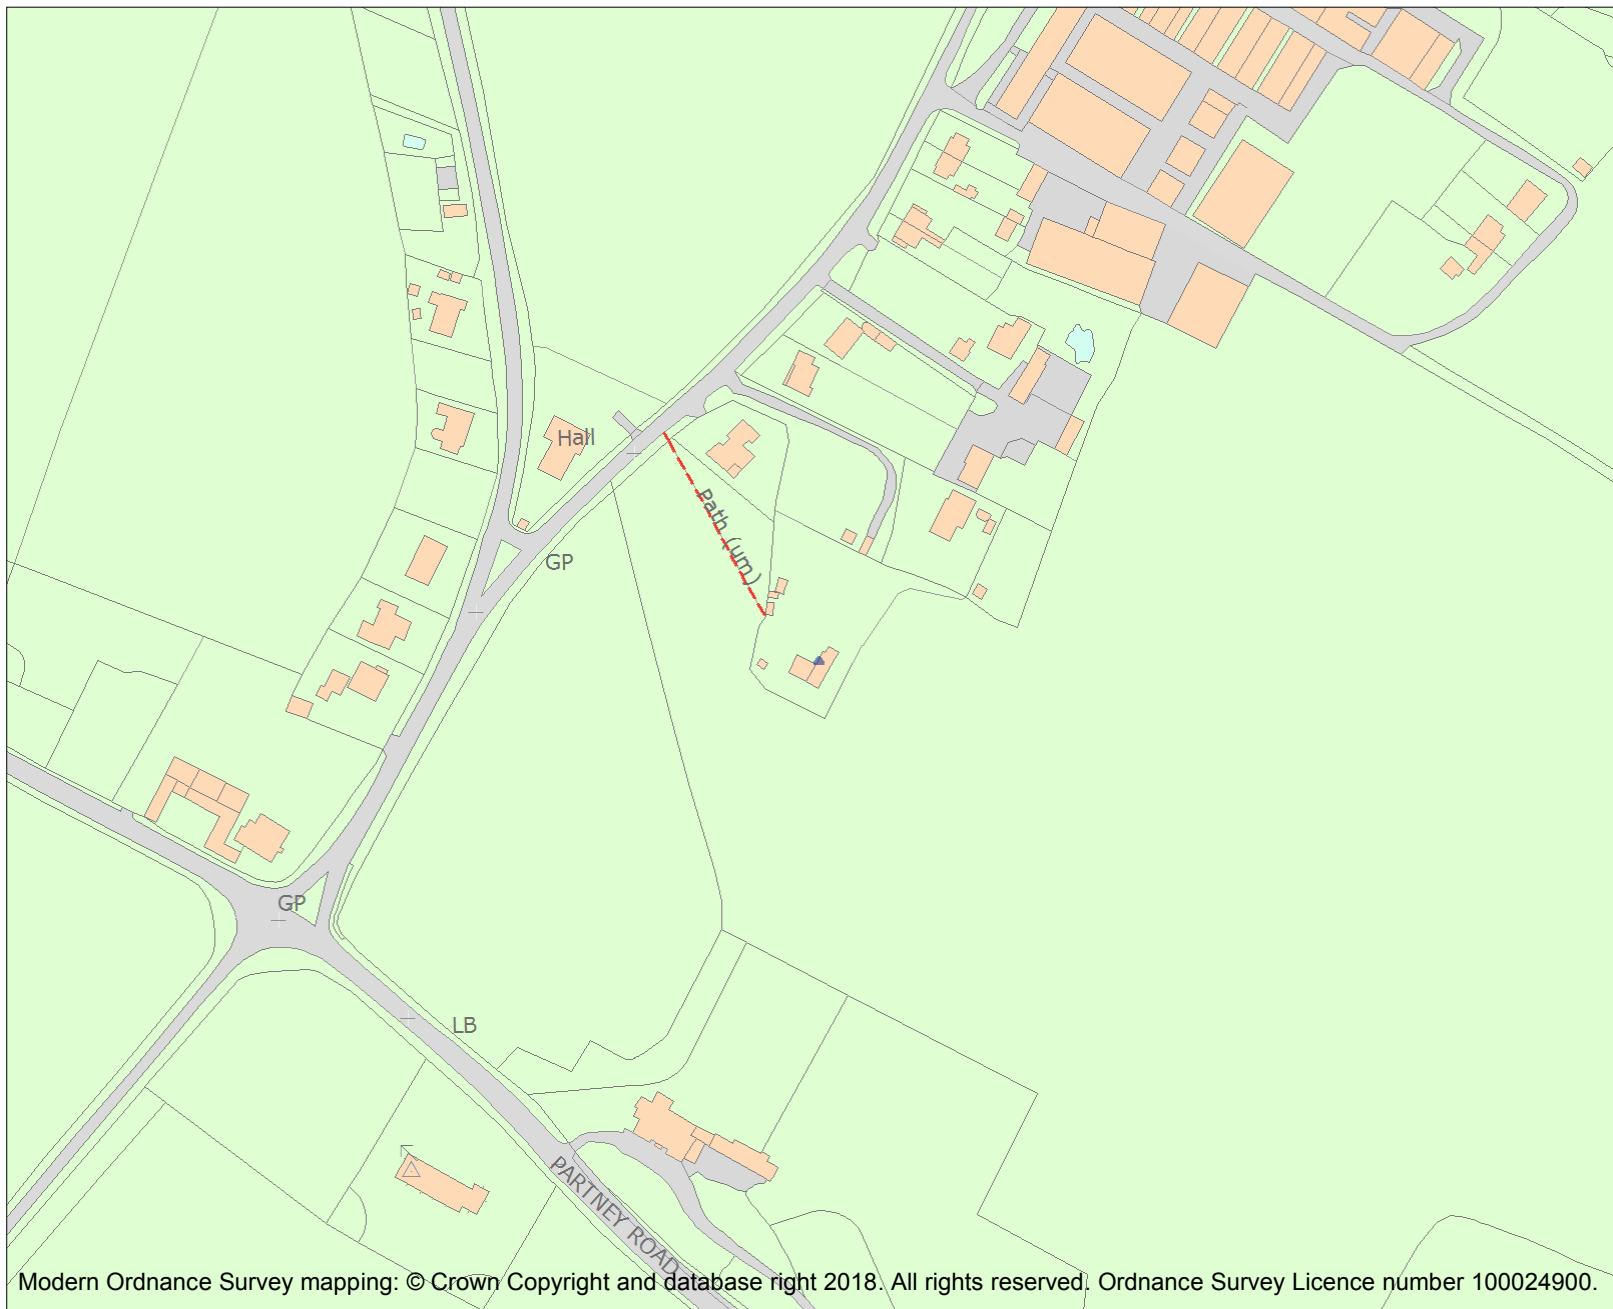 Hall
Path (um)
GP
GP
LB
PARTNEY ROAD
Modern Ordnance Survey mapping: © Crown Copyright and database right 2018. All rights reserved. Ordnance Survey Licence number 100024900.